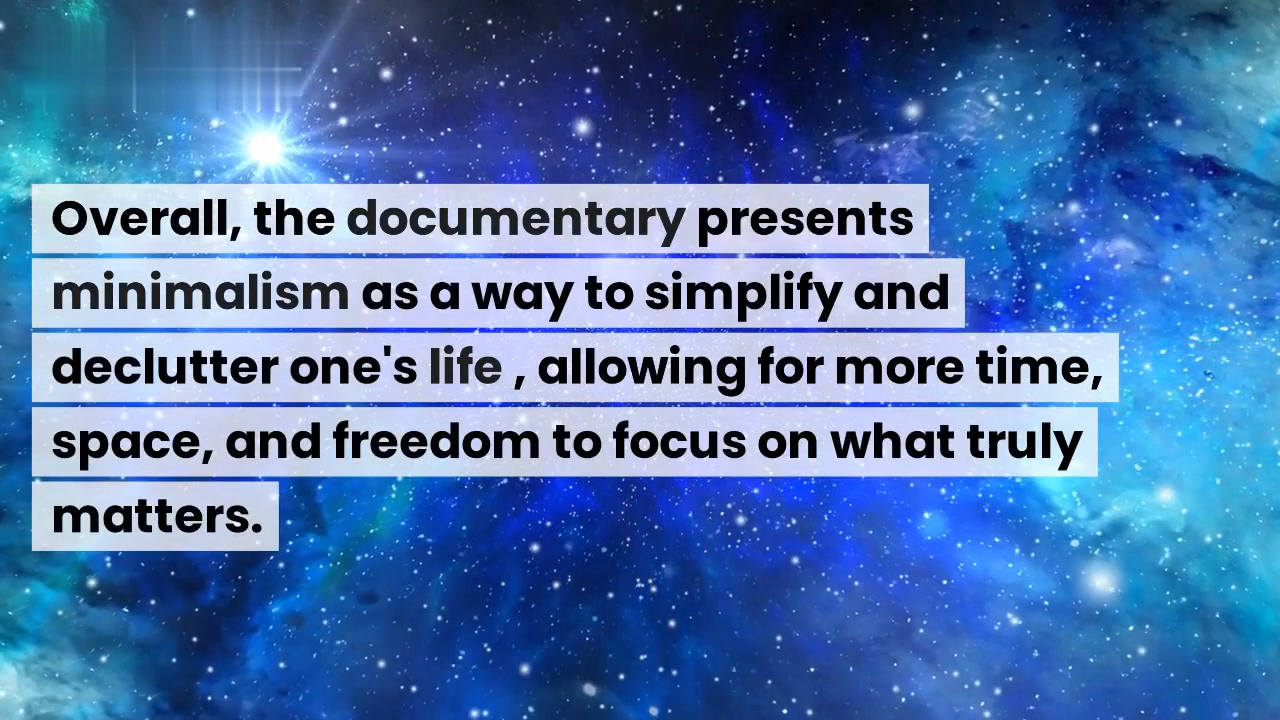 Overall, the documentary presents
minimalism as a way to simplify and
declutter one's life , allowing for more time,
space, and freedom to focus on what truly
matters.